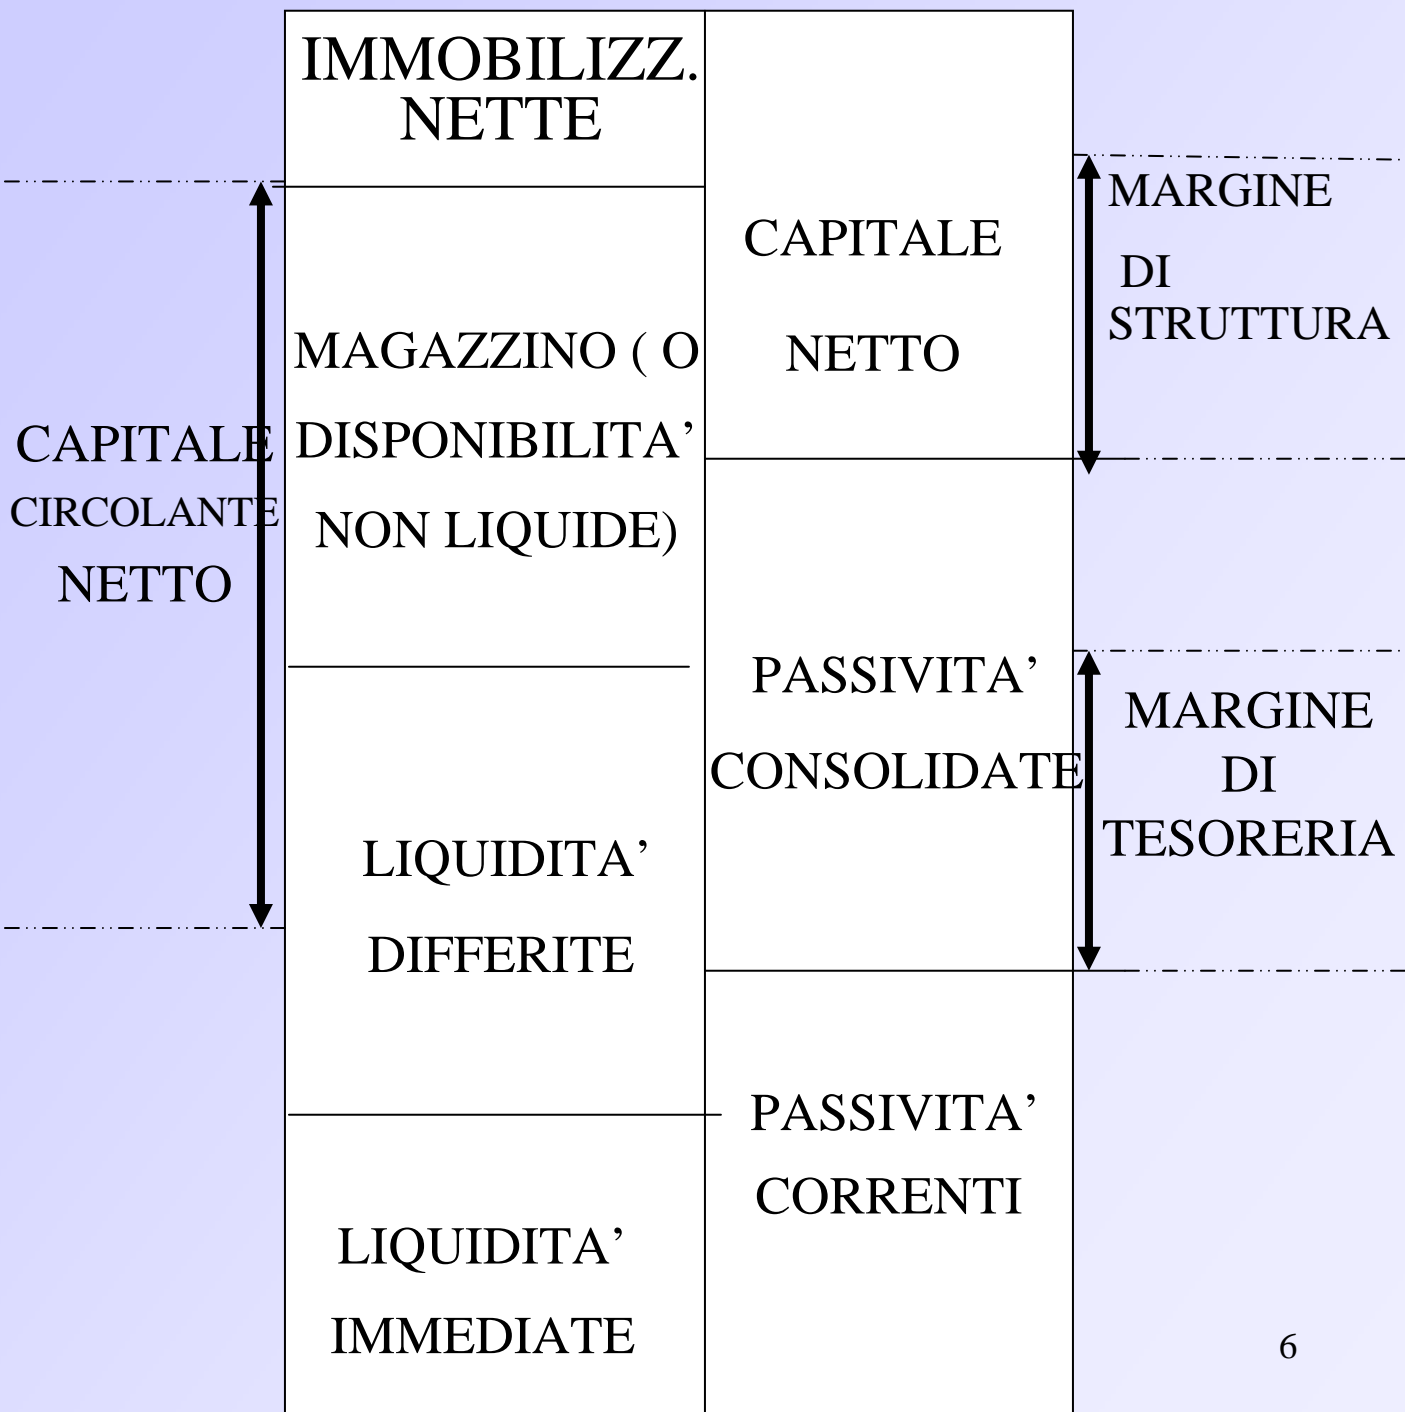 IMMOBILIZZ.
NETTE
MAGAZZINO ( O
DISPONIBILITA’
NON LIQUIDE)
LIQUIDITA’
DIFFERITE
LIQUIDITA’
IMMEDIATE
CAPITALE
NETTO
PASSIVITA’
CONSOLIDATE
PASSIVITA’
CORRENTI
CAPITALE
CIRCOLANTE
NETTO
MARGINE
DI
STRUTTURA
MARGINE
DI
TESORERIA
6